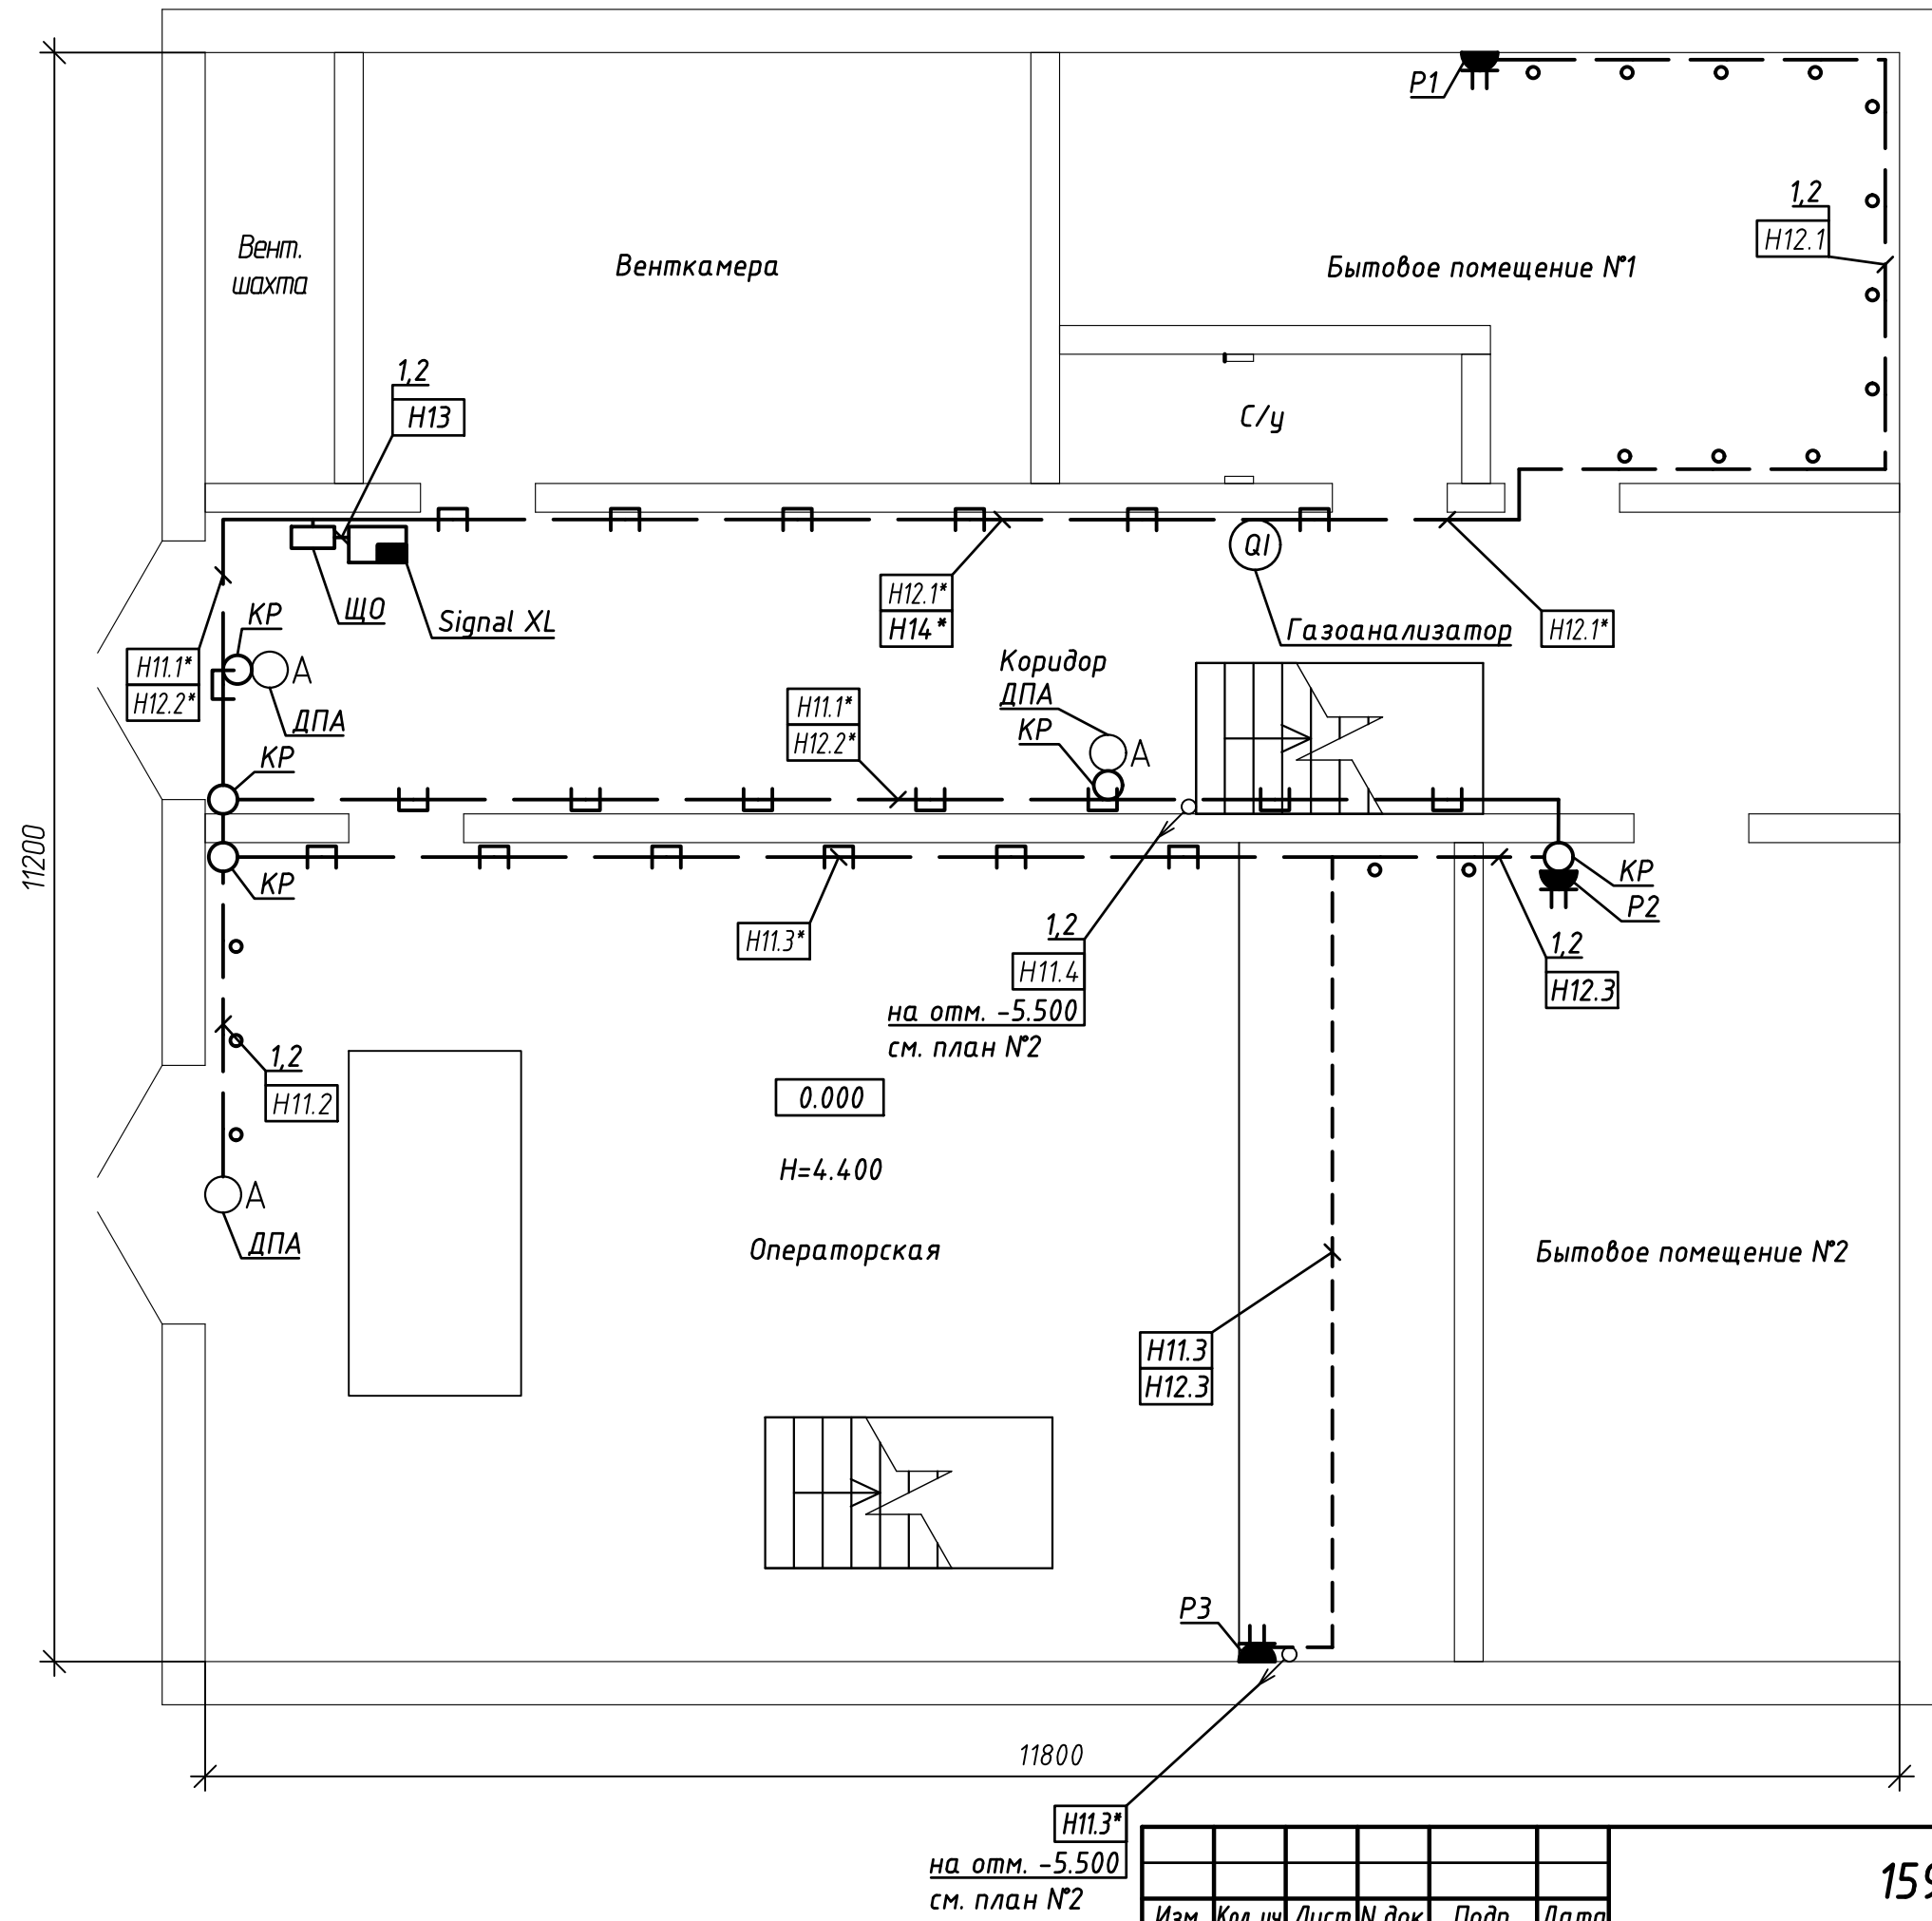 P1
1,2
H12.1
Вент.
шахта
Венткамера
Бытовое помещение №1
1,2
H13
С/у
QI
ЩО
Signal XL
H12.1*
H14*
Газоанализатор
H12.1*
КР
H11.1*
H12.2*
А
ДПА
Коридор
ДПА
КР
А
H11.1*
H12.2*
КР
КР
КР
P2
11200
H11.3*
1,2
H11.4
на отм. -5.500
см. план №2
1,2
H12.3
1,2
H11.2
0.000
H=4.400
А
ДПА
Операторская
Бытовое помещение №2
H11.3
H12.3
P3
11800
H11.3*
на отм. -5.500
см. план №2
Изм. Кол.уч Лист N док. Подп. Дата